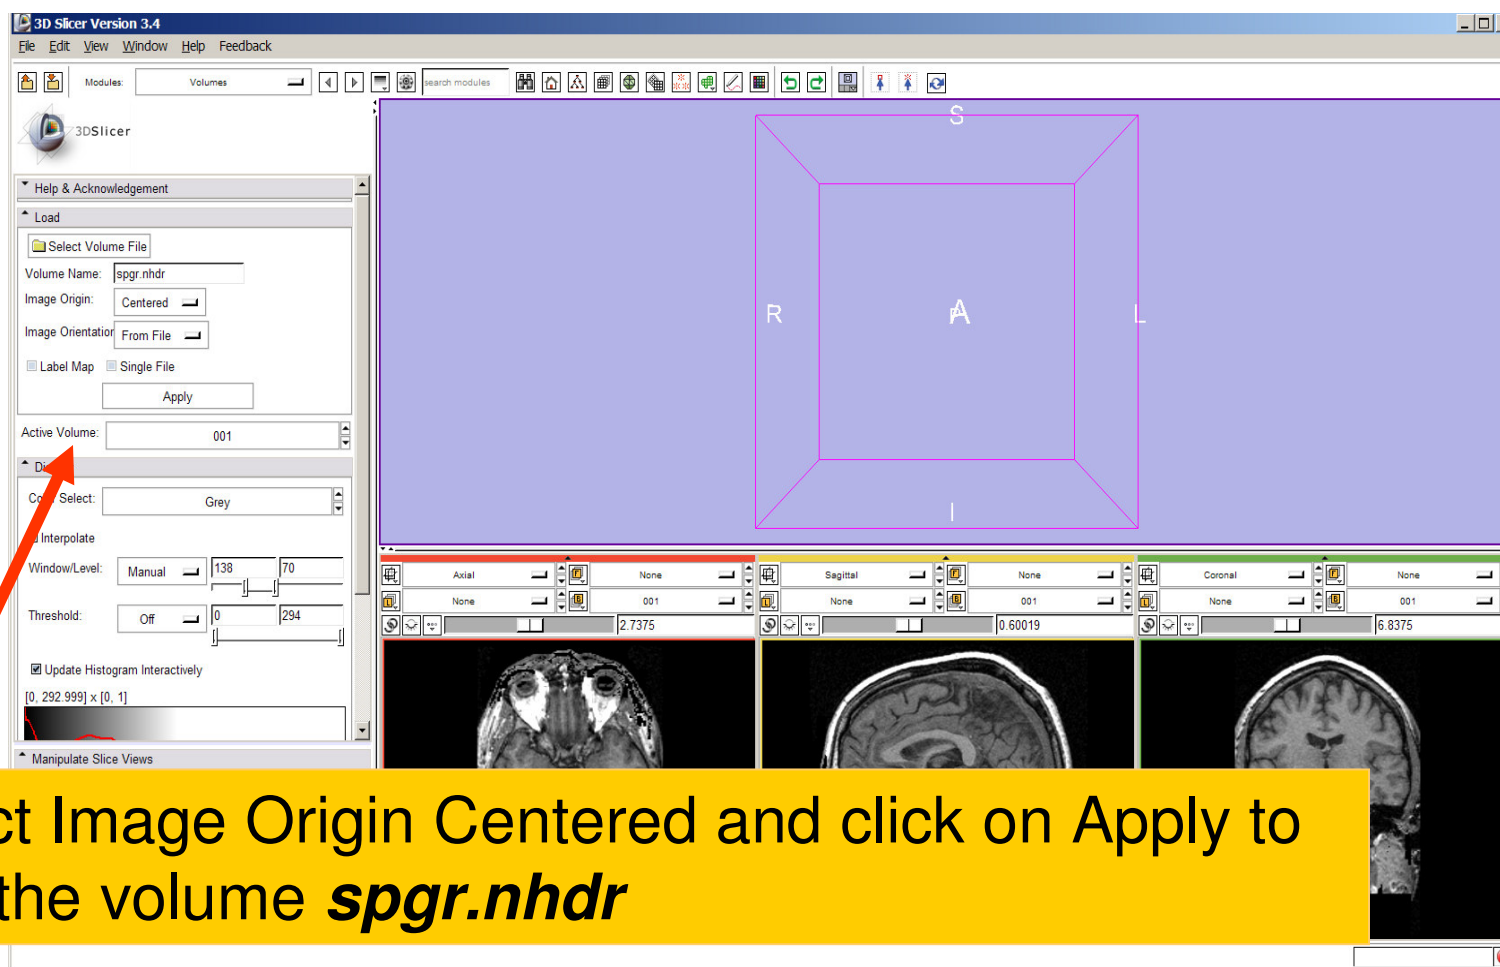 3D Slicer Version 3.4
File Edit View Window Help Feedback
Modules: Volumes search modules
3DSlicer
Help & Acknowledgement
Load
Select Volume File
Volume Name: spgr.nhdr
Image Origin: Centered
Image Orientation From File
Label Map Single File
Apply
Active Volume: 001
Color Select: Grey
Interpolate
Window/Level: Manual 138 70
Threshold: Off 0 294
Update Histogram Interactively
[0, 292.999] x [0, 1]
Manipulate Slice Views
S
R A P L
I
Axial None Sagittal None Coronal None
None 001 None 001 None 001
2.7375 0.60019 6.8375
ct Image Origin Centered and click on Apply to
the volume spgr.nhdr